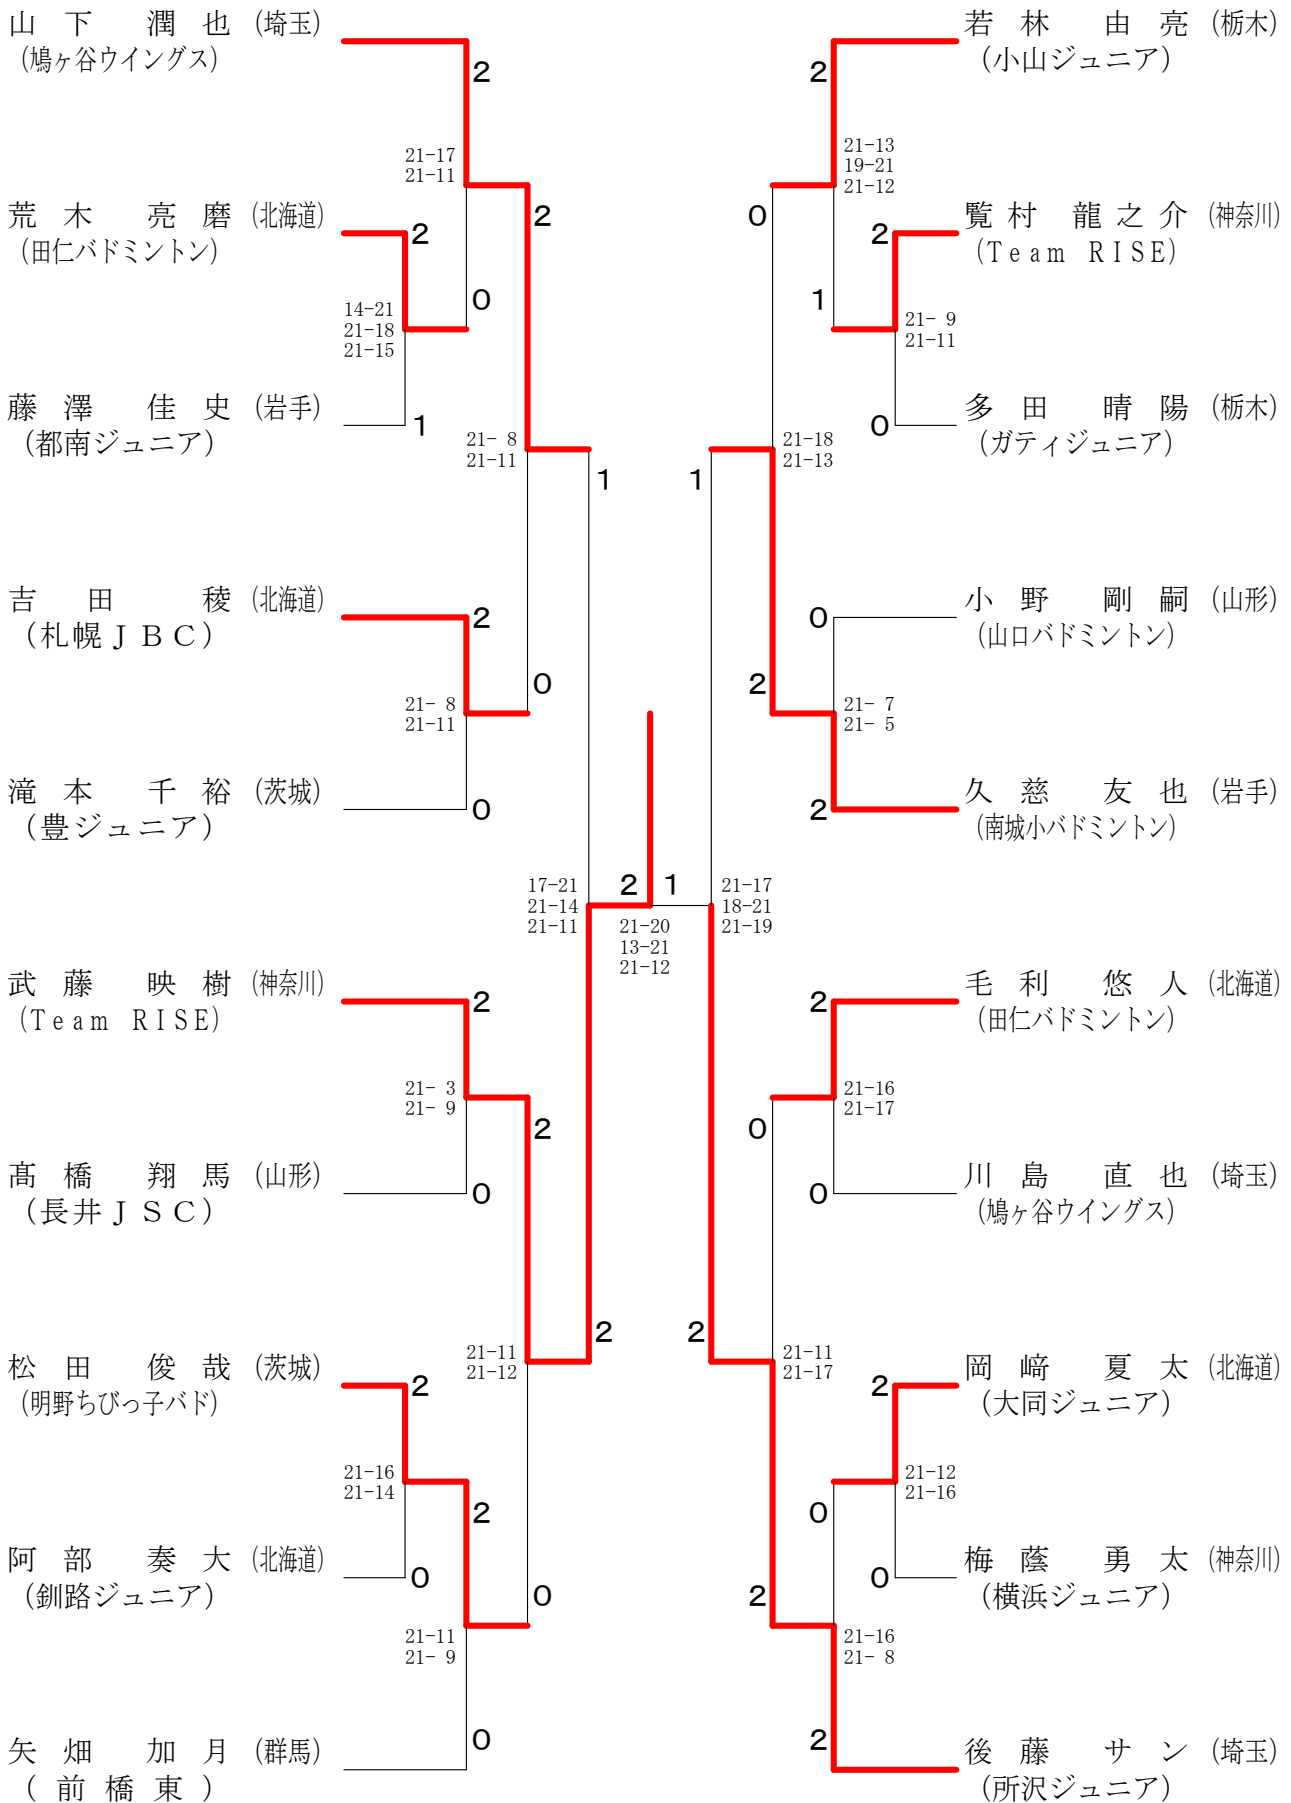 山下 潤也 (埼玉)
(鳩ヶ谷ウイングス)
2
21-17
21-11
荒木 亮磨 (北海道)
(田仁バドミントン)
2
2
0
14-21
21-18
21-15
藤澤 佳史 (岩手)
(都南ジュニア)
1
21- 8
21-11
1
吉田 稜 (北海道)
(札幌ＪＢＣ)
2
0
21- 8
21-11
滝本 千裕 (茨城)
(豊ジュニア)
0
17-21
21-14
21-11
2
1
21-20
13-21
21-12
武藤 映樹 (神奈川)
(Team RISE)
2
21- 3
21- 9
2
髙橋 翔馬 (山形)
(長井ＪＳＣ)
0
2
21-11
21-12
松田 俊哉 (茨城)
(明野ちびっ子バド)
2
21-16
21-14
2
阿部 奏大 (北海道)
(釧路ジュニア)
0
0
21-11
21- 9
矢畑 加月 (群馬)
(前橋東)
0
若林 由亮 (栃木)
(小山ジュニア)
2
21-13
19-21
21-12
0
覧村 龍之介 (神奈川)
(Team RISE)
2
1
21- 9
21-11
多田 晴陽 (栃木)
(ガティジュニア)
0
21-18
21-13
1
小野 剛嗣 (山形)
(山口バドミントン)
0
2
21- 7
21- 5
久慈 友也 (岩手)
(南城小バドミントン)
2
21-17
18-21
21-19
毛利 悠人 (北海道)
(田仁バドミントン)
2
21-16
21-17
0
川島 直也 (埼玉)
(鳩ヶ谷ウイングス)
0
2
21-11
21-17
岡﨑 夏太 (北海道)
(大同ジュニア)
2
21-12
21-16
0
梅蔭 勇太 (神奈川)
(横浜ジュニア)
0
2
21-16
21- 8
後藤 サン (埼玉)
(所沢ジュニア)
2